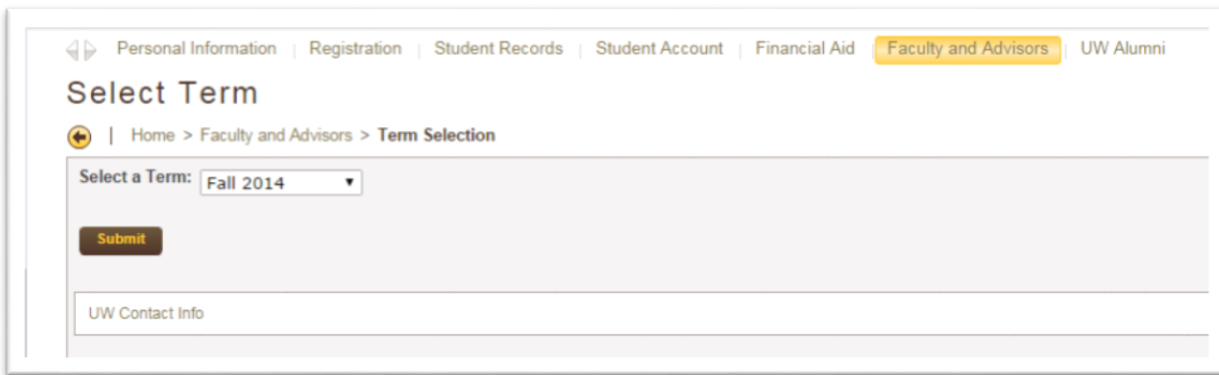 Personal Information | Registration | Student Records | Student Account | Financial Aid | Faculty and Advisors | UW Alumni
Select Term
| Home > Faculty and Advisors > Term Selection
Select a Term: Fall 2014
Submit
UW Contact Info